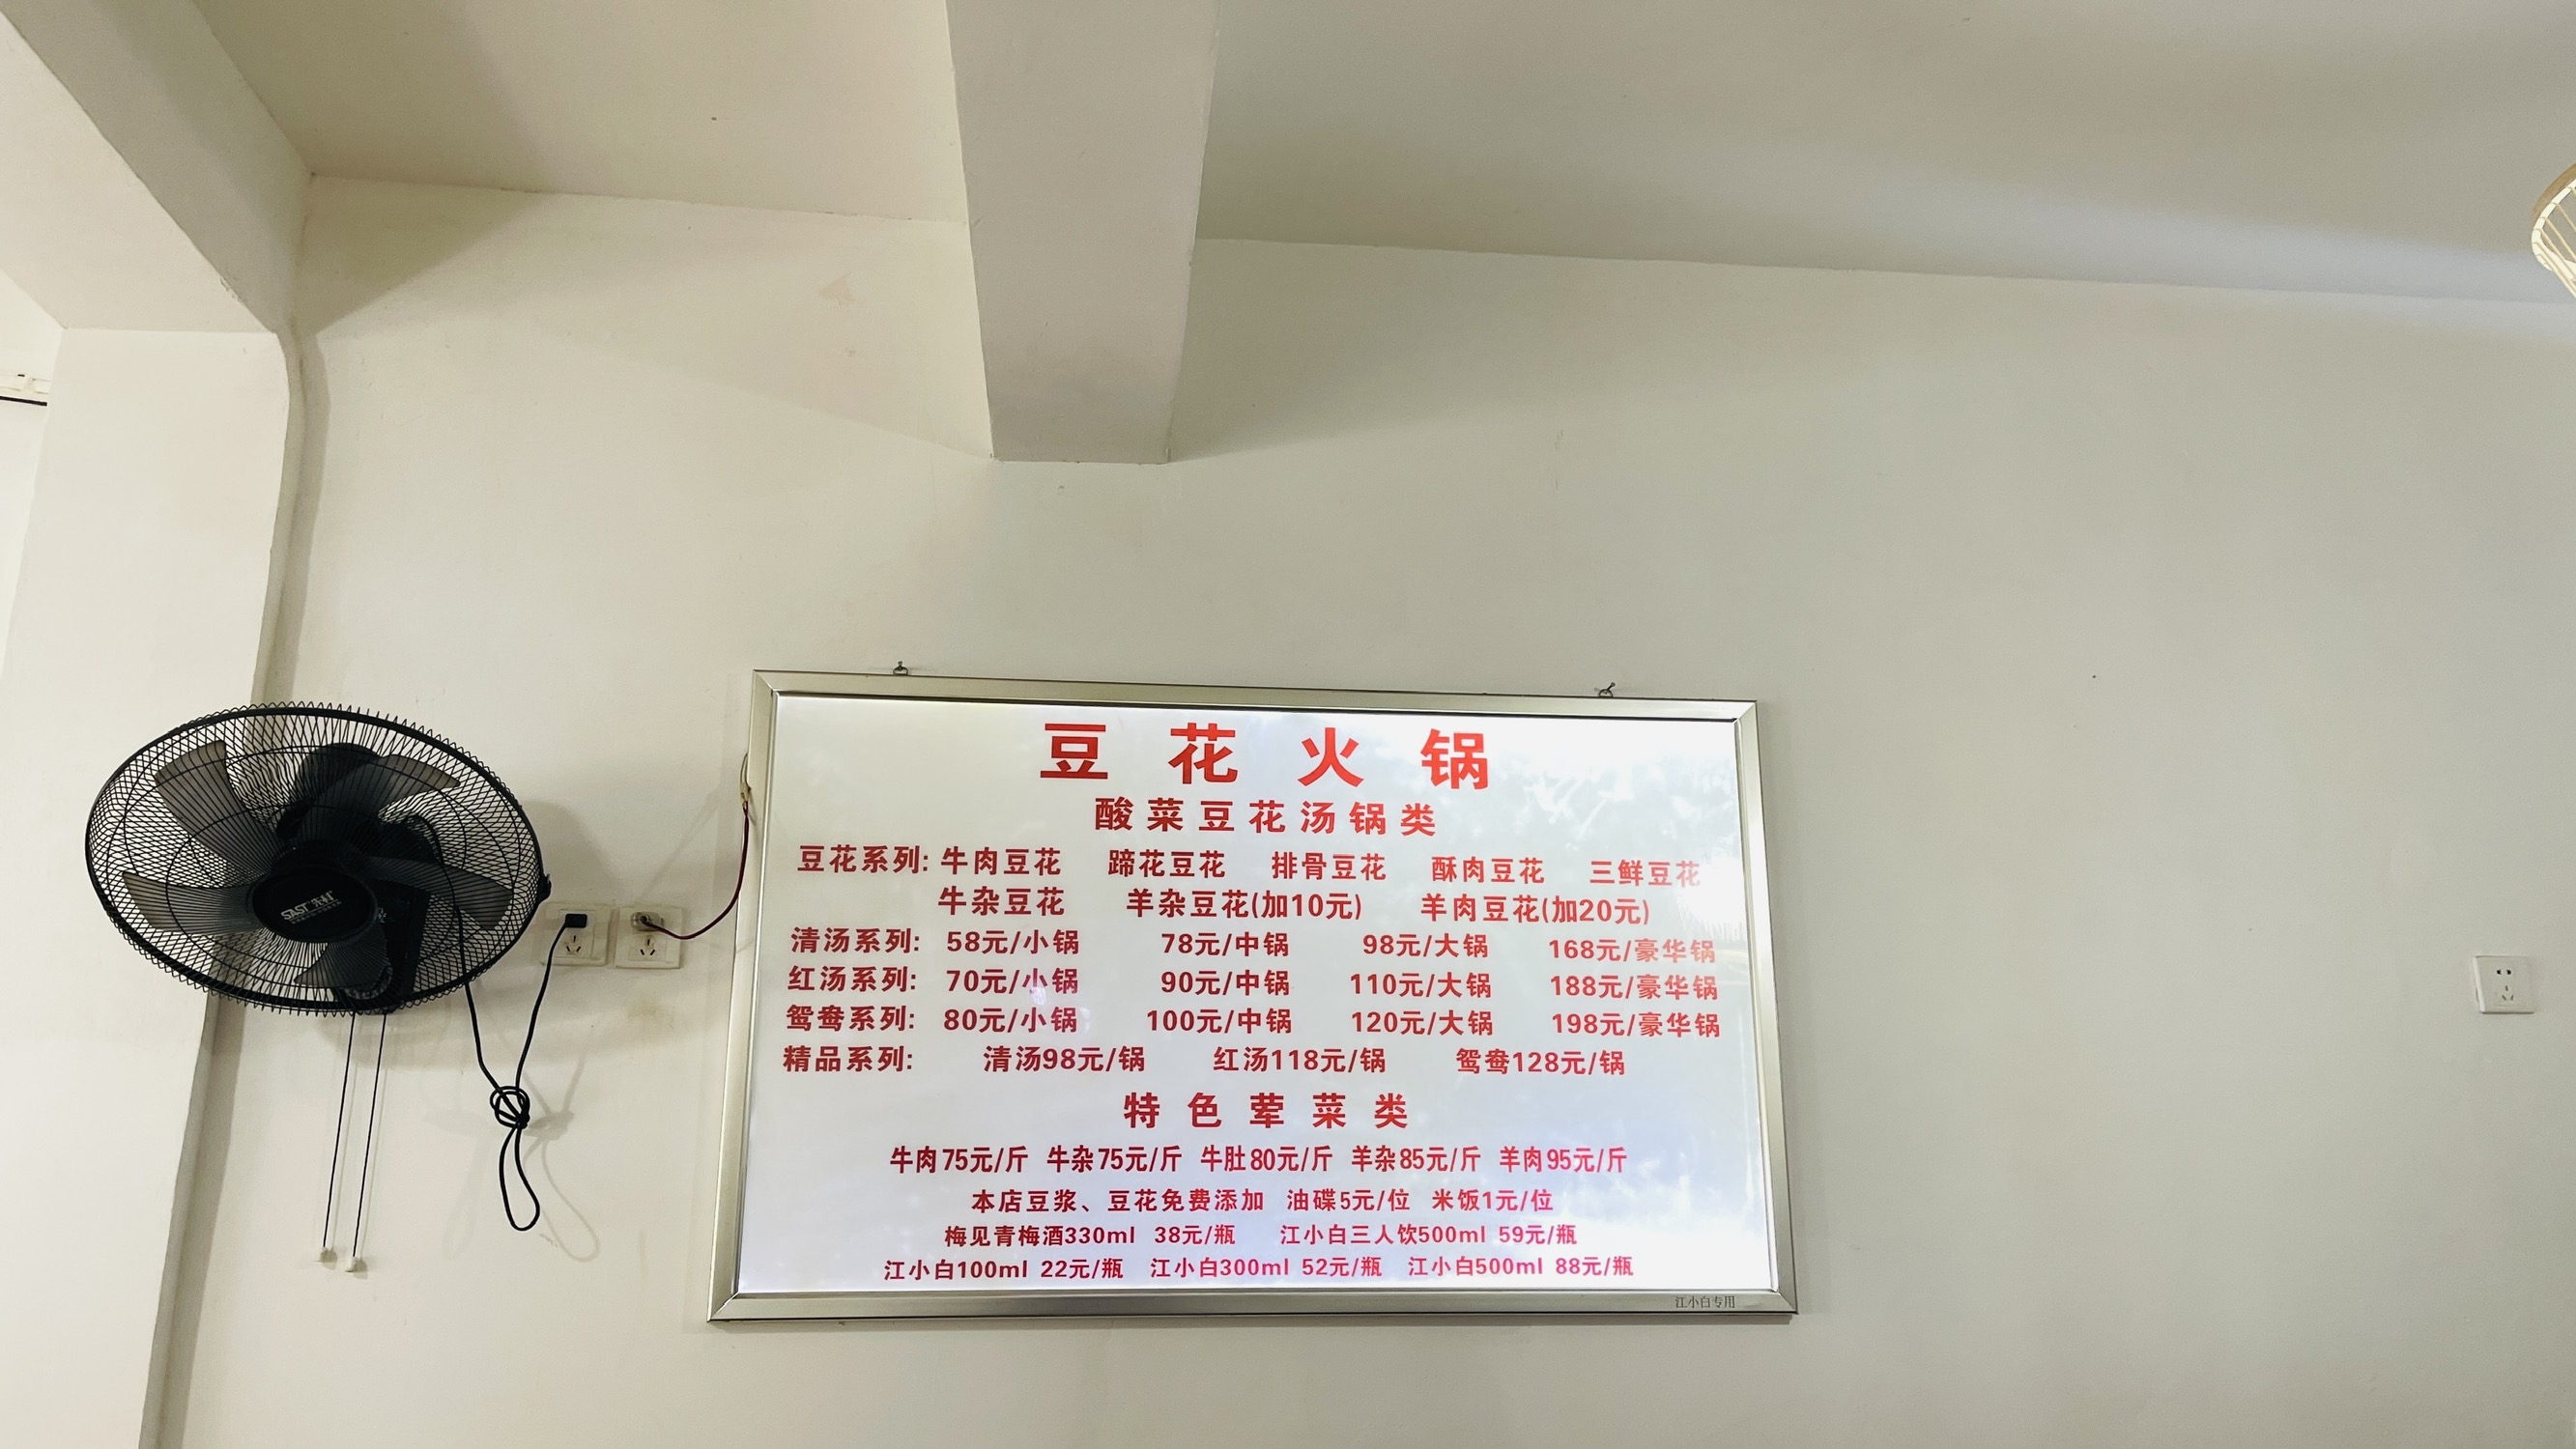 SAST 先科
豆花火锅
酸菜豆花汤锅类
豆花系列: 牛肉豆花 蹄花豆花 排骨豆花 酥肉豆花 三鲜豆花
牛杂豆花 羊杂豆花(加10元) 羊肉豆花(加20元)
清汤系列: 58元/小锅 78元/中锅 98元/大锅 168元/豪华锅
红汤系列: 70元/小锅 90元/中锅 110元/大锅 188元/豪华锅
鸳鸯系列: 80元/小锅 100元/中锅 120元/大锅 198元/豪华锅
精品系列: 清汤98元/锅 红汤118元/锅 鸳鸯128元/锅
特色荤菜类
牛肉75元/斤 牛杂75元/斤 牛肚80元/斤 羊杂85元/斤 羊肉95元/斤
本店豆浆、豆花免费添加 油碟5元/位 米饭1元/位
梅见青梅酒330ml 38元/瓶 江小白三人饮500ml 59元/瓶
江小白100ml 22元/瓶 江小白300ml 52元/瓶 江小白500ml 88元/瓶
江小白专用